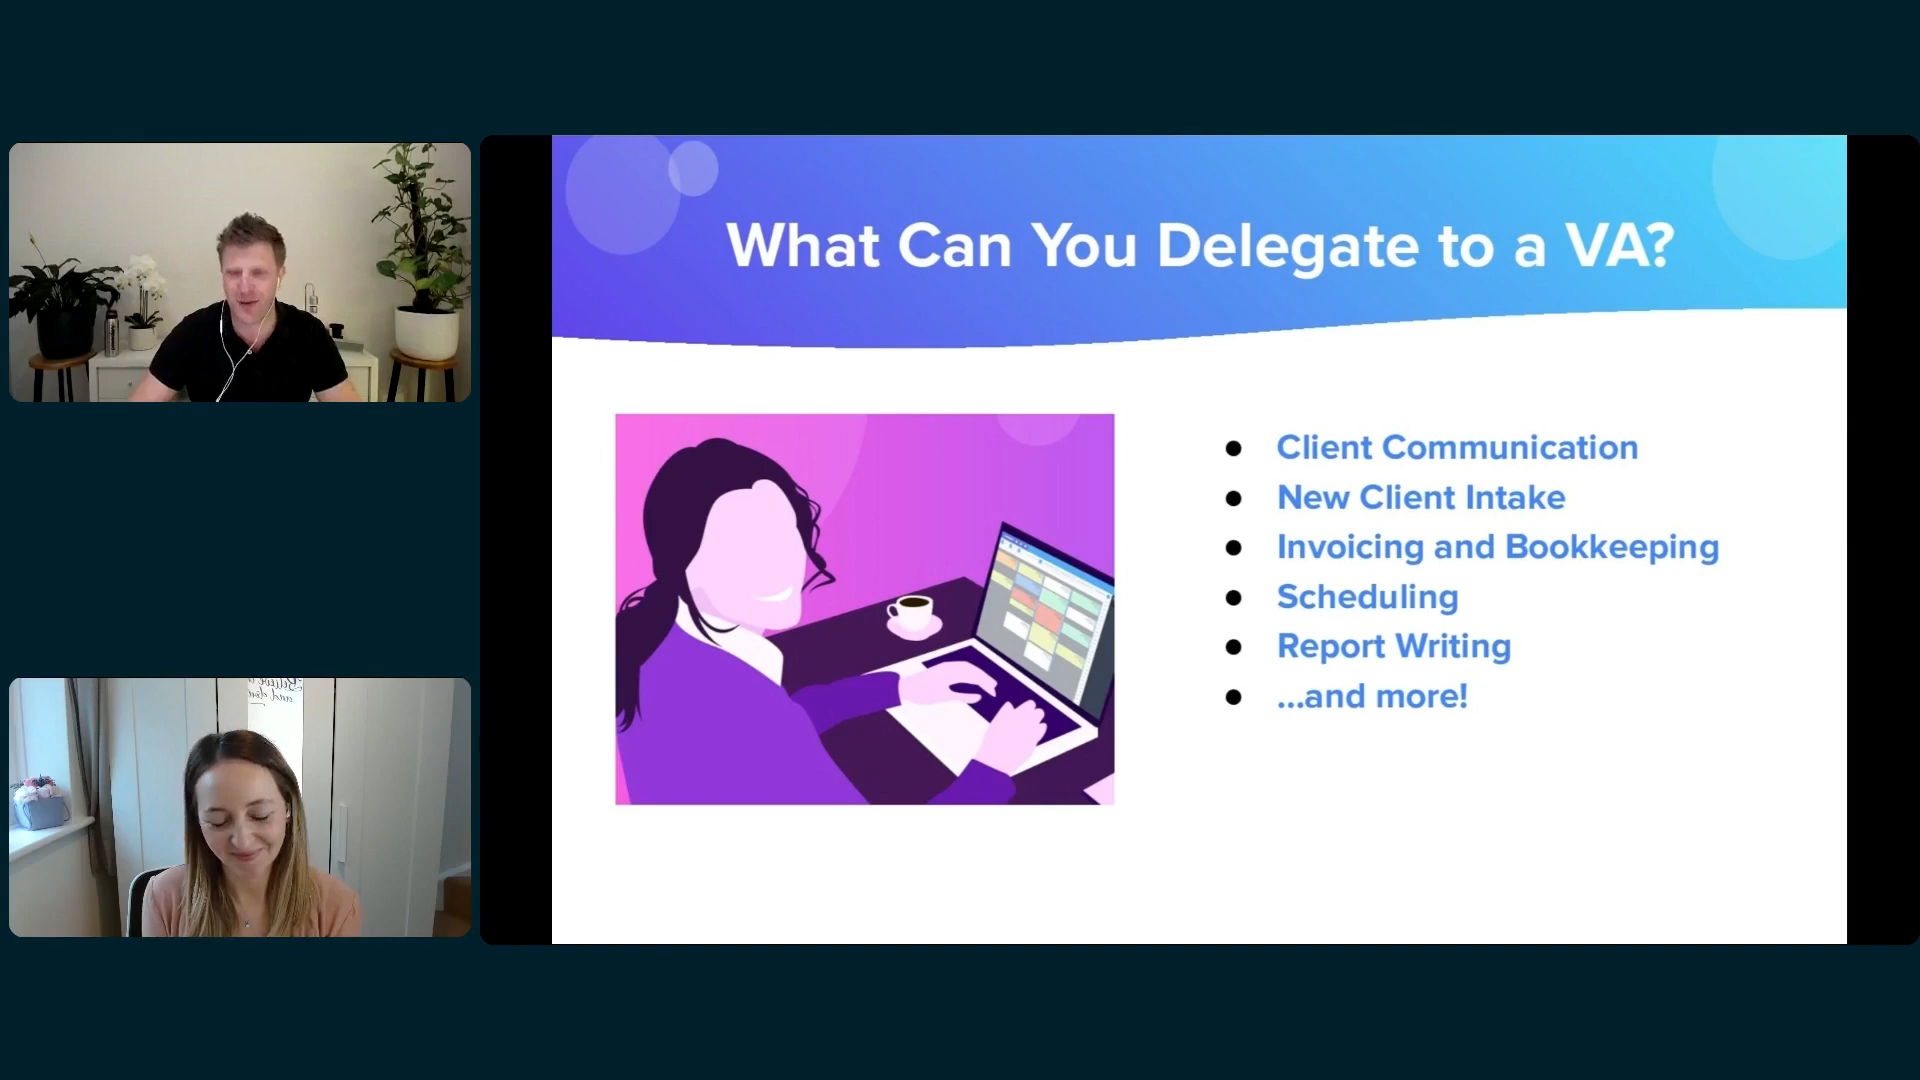 What Can You Delegate to a VA?
● Client Communication
● New Client Intake
● Invoicing and Bookkeeping
● Scheduling
● Report Writing
● ...and more!